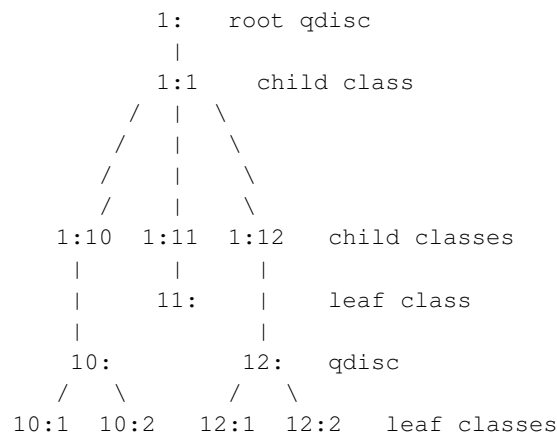 1: root qdisc
|
1:1 child class
/ | \
/ | \
/ | \
/ | \
1:10 1:11 1:12 child classes
| | |
| 11: | leaf class
| |
10: 12: qdisc
/ \ / \
10:1 10:2 12:1 12:2 leaf classes